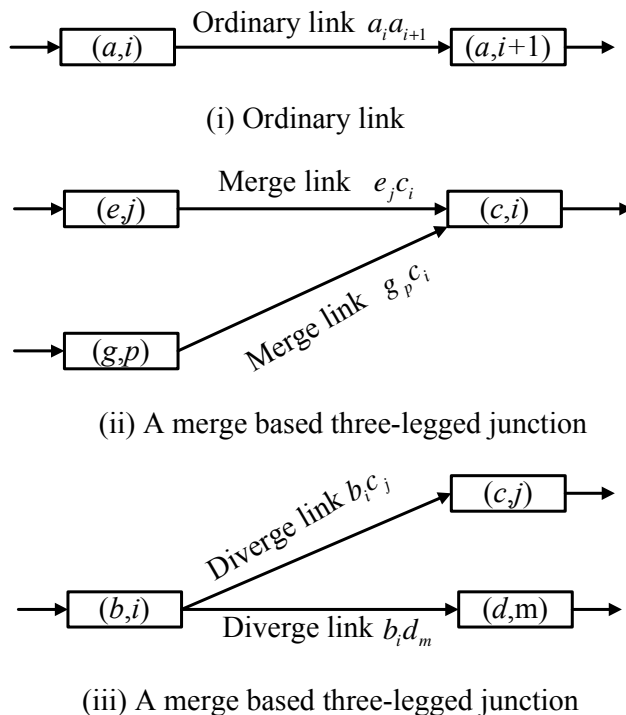 Ordinary link a_i a_{i+1}
(a,i) (a,i+1)
(i) Ordinary link
Merge link e_j c_i
(e,j) (c,i)
Merge link g_p c_i
(g,p)
(ii) A merge based three-legged junction
Diverge link b_i c_j
(c,j)
(b,i) (d,m)
Diverge link b_i d_m
(iii) A merge based three-legged junction